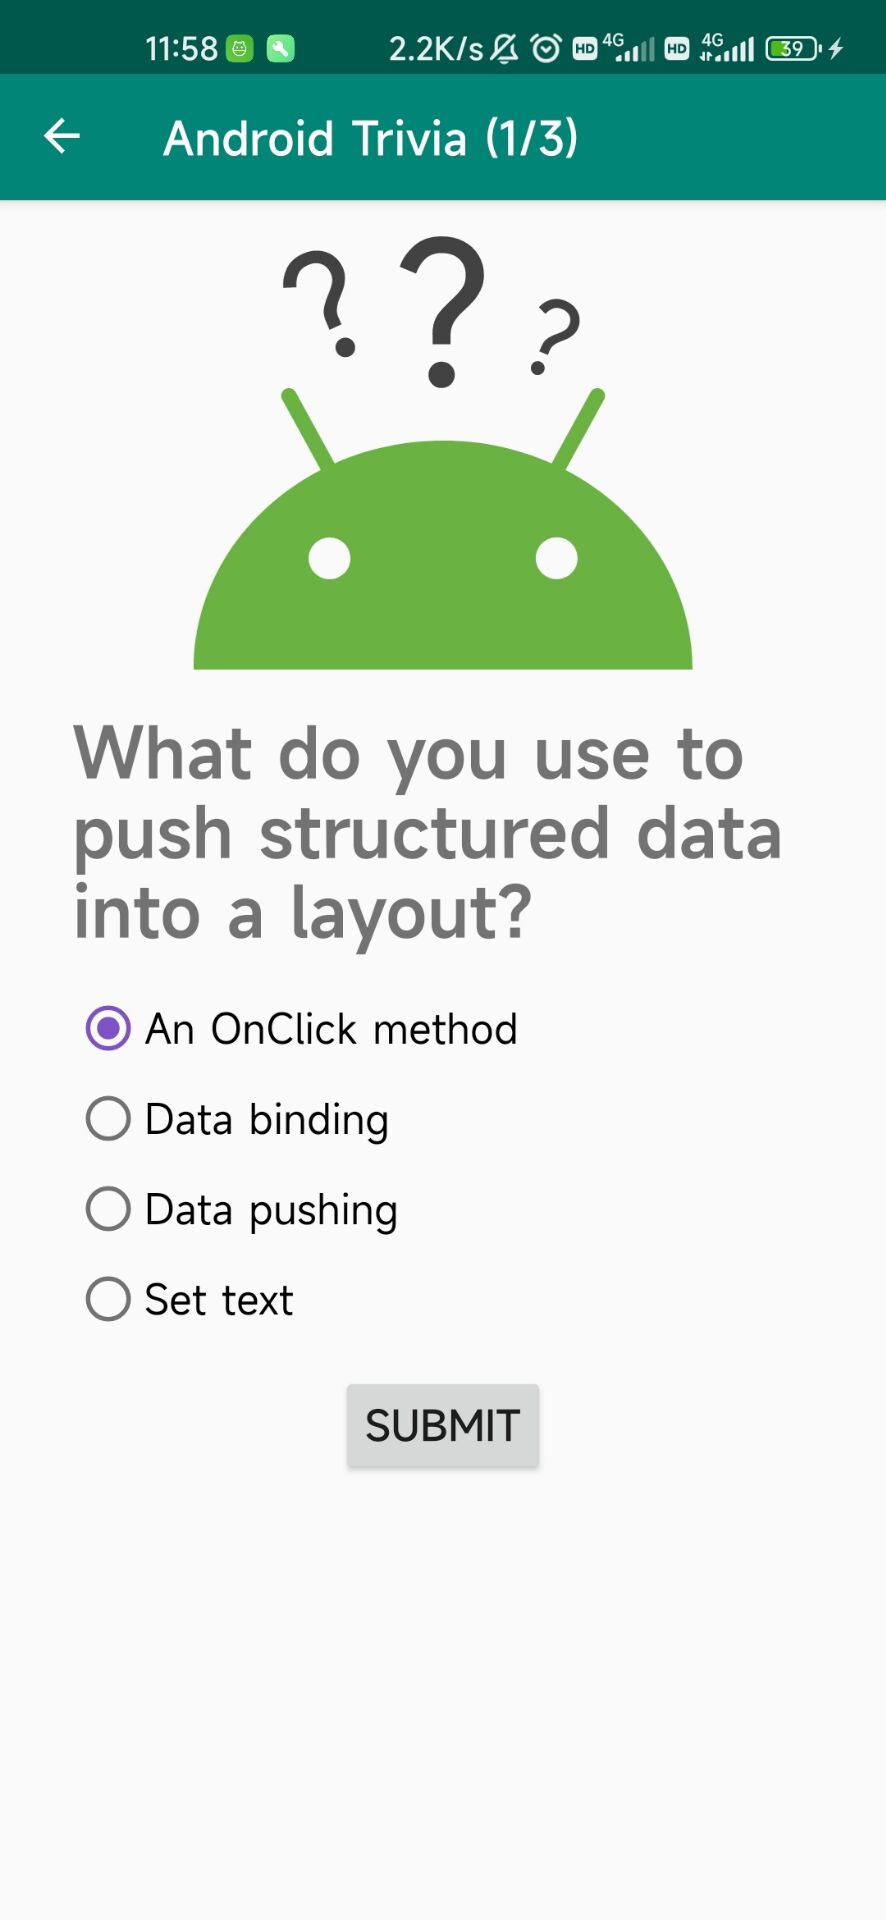 11:58 2.2K/s HD 4G HD 4G 39
Android Trivia (1/3)
? ? ?
What do you use to
push structured data
into a layout?
An OnClick method
Data binding
Data pushing
Set text
SUBMIT